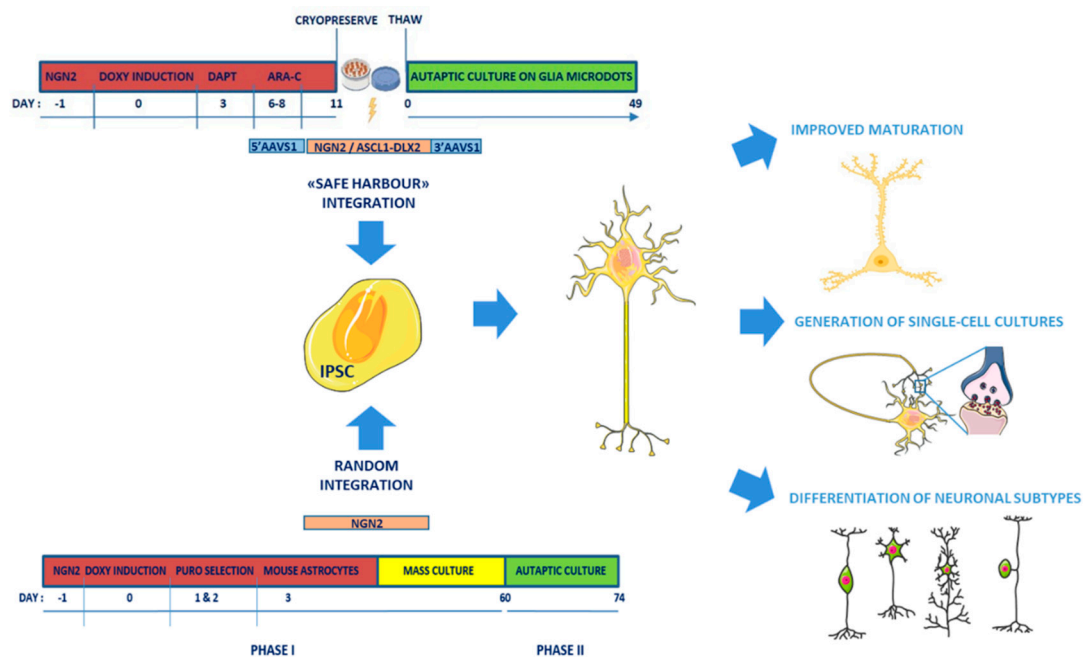 CRYOPRESERVE THAW
NGN2 DOXY INDUCTION DAPT ARA-C AUTAPTIC CULTURE ON GLIA MICRODOTS
DAY : -1 0 3 6-8 11 0 49
5'AAVS1 NGN2 / ASCL1-DLX2 3'AAVS1
«SAFE HARBOUR»
INTEGRATION
IPSC
RANDOM
INTEGRATION
NGN2
NGN2 DOXY INDUCTION PURO SELECTION MOUSE ASTROCYTES MASS CULTURE AUTAPTIC CULTURE
DAY : -1 0 1 & 2 3 60 74
PHASE I PHASE II
IMPROVED MATURATION
GENERATION OF SINGLE-CELL CULTURES
DIFFERENTIATION OF NEURONAL SUBTYPES